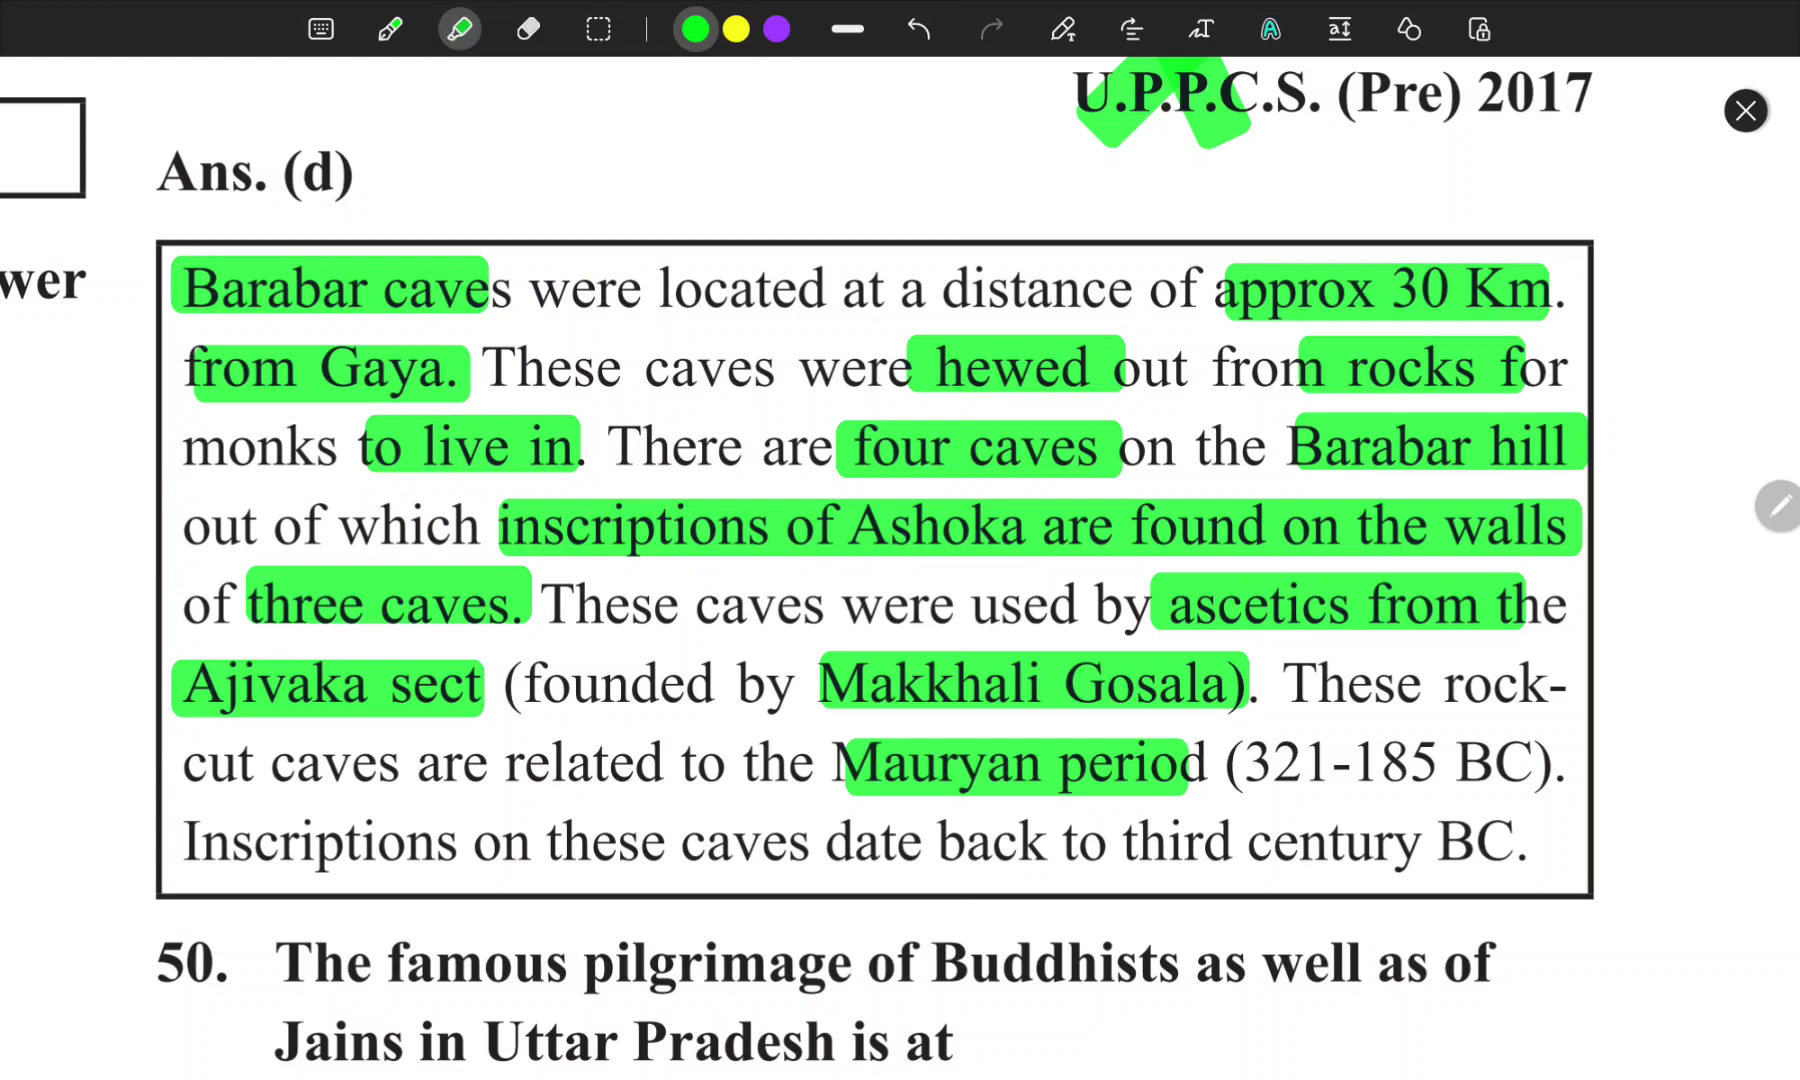 U.P.P.C.S. (Pre) 2017
Ans. (d)
wer
Barabar caves were located at a distance of approx 30 Km.
from Gaya. These caves were hewed out from rocks for
monks to live in. There are four caves on the Barabar hill
out of which inscriptions of Ashoka are found on the walls
of three caves. These caves were used by ascetics from the
Ajivaka sect (founded by Makkhali Gosala). These rock-
cut caves are related to the Mauryan period (321-185 BC).
Inscriptions on these caves date back to third century BC.
50. The famous pilgrimage of Buddhists as well as of
Jains in Uttar Pradesh is at